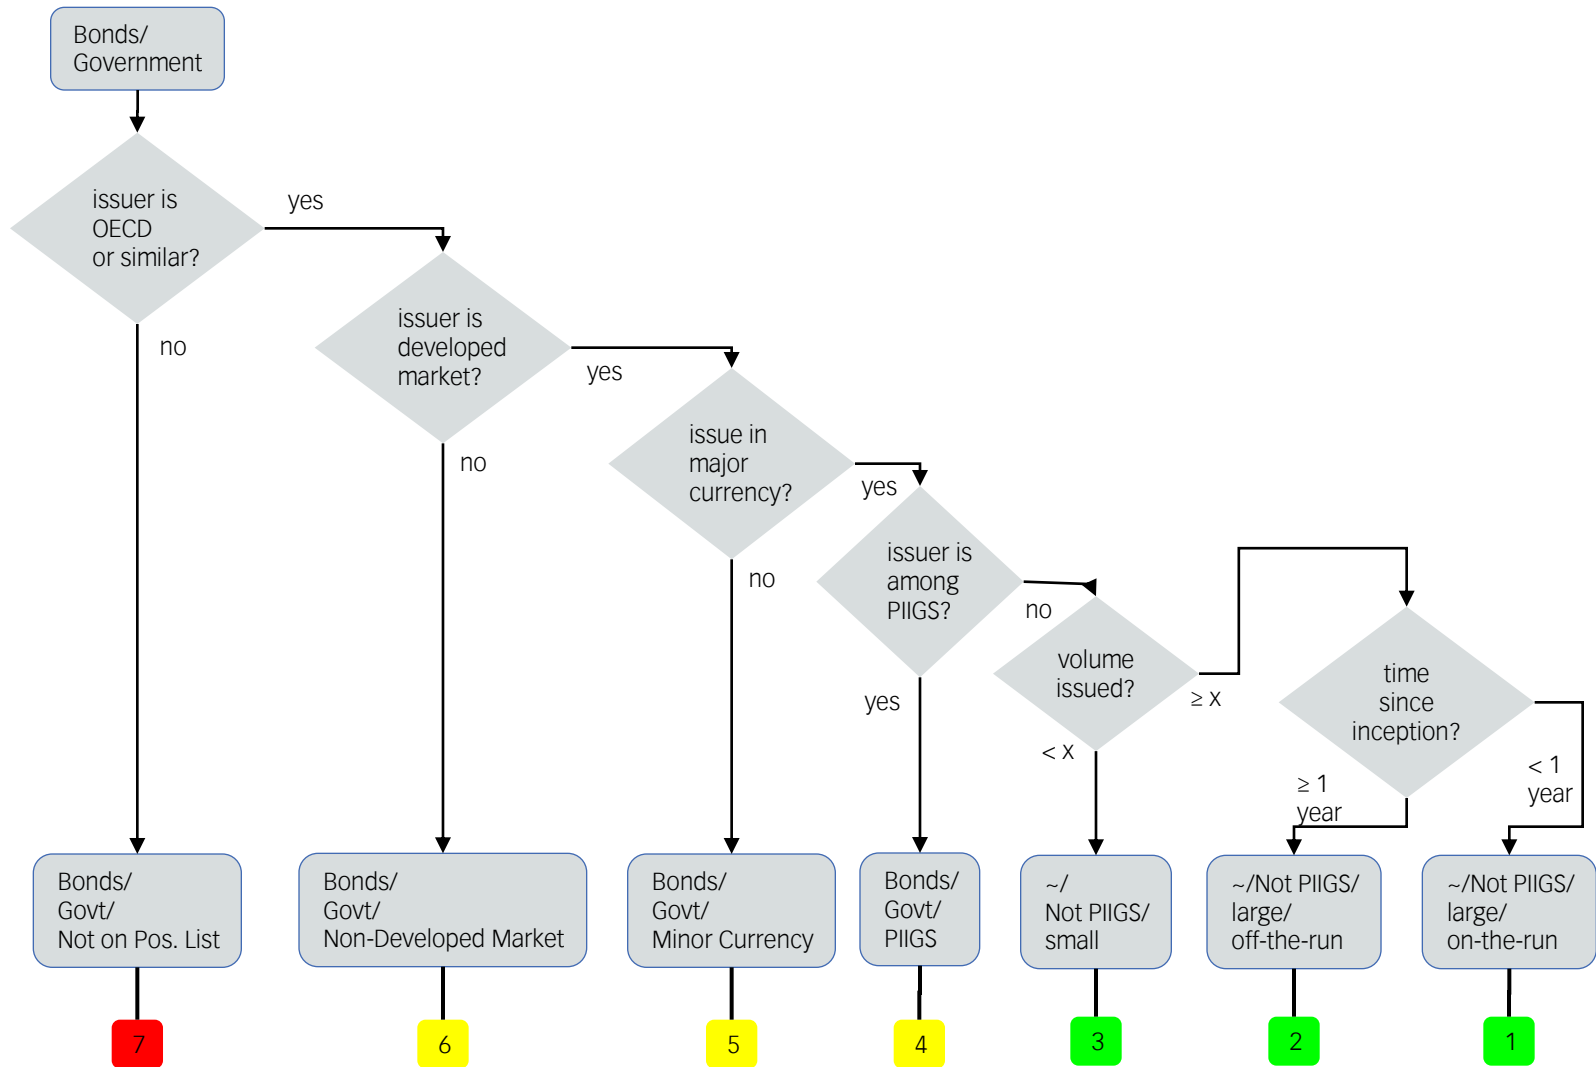 Bonds/
Government
issuer is
OECD
or similar?
yes
no
issuer is
developed
market?
yes
no
issue in
major
currency?
yes
no
issuer is
among
PIIGS?
no
yes
volume
issued?
≥ x
< x
time
since
inception?
≥ 1
year
< 1
year
Bonds/
Govt/
Not on Pos. List
Bonds/
Govt/
Non-Developed Market
Bonds/
Govt/
Minor Currency
Bonds/
Govt/
PIIGS
~/
Not PIIGS/
small
~/Not PIIGS/
large/
off-the-run
~/Not PIIGS/
large/
on-the-run
7
6
5
4
3
2
1